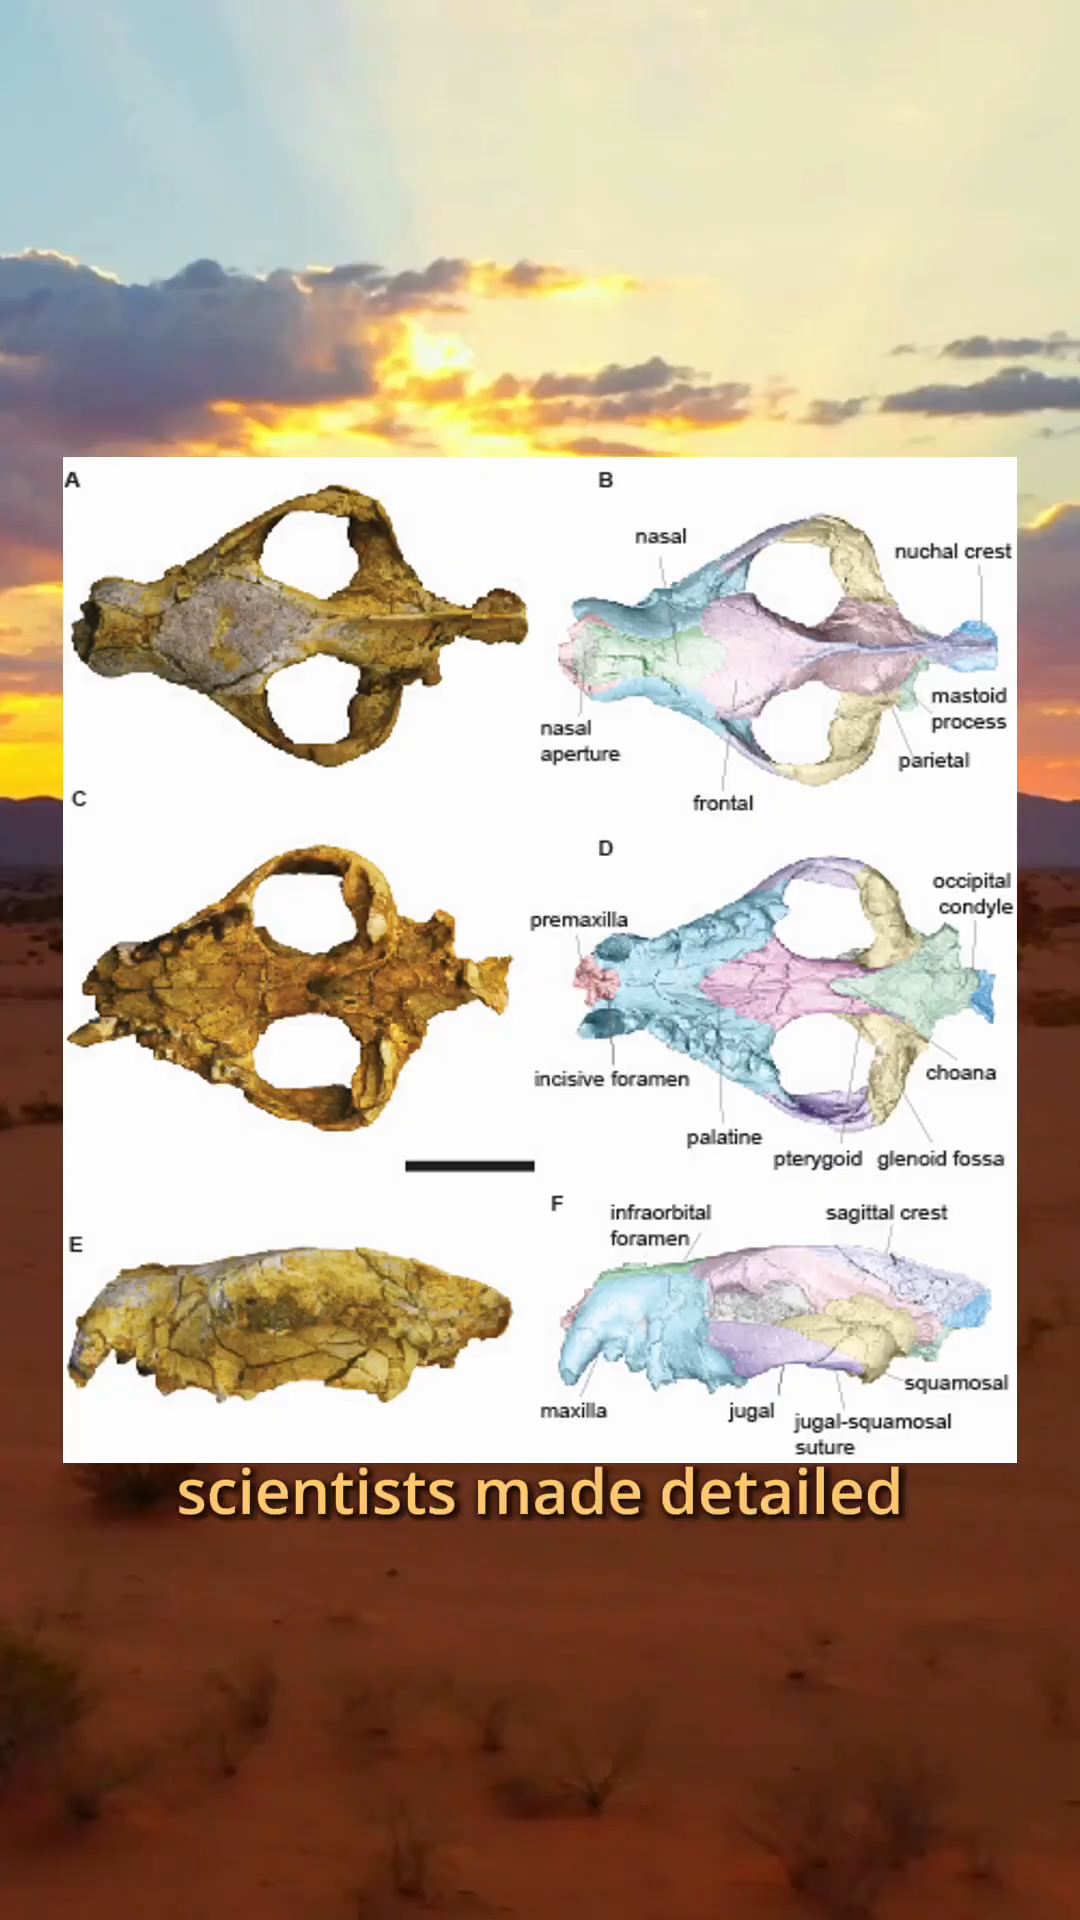 A
B
nasal
nuchal crest
nasal
aperture
mastoid
process
parietal
frontal
C
D
occipital
condyle
premaxilla
incisive foramen
choana
palatine
pterygoid
glenoid fossa
E
F
infraorbital
foramen
sagittal crest
squamosal
maxilla
jugal
jugal-squamosal
suture
scientists made detailed